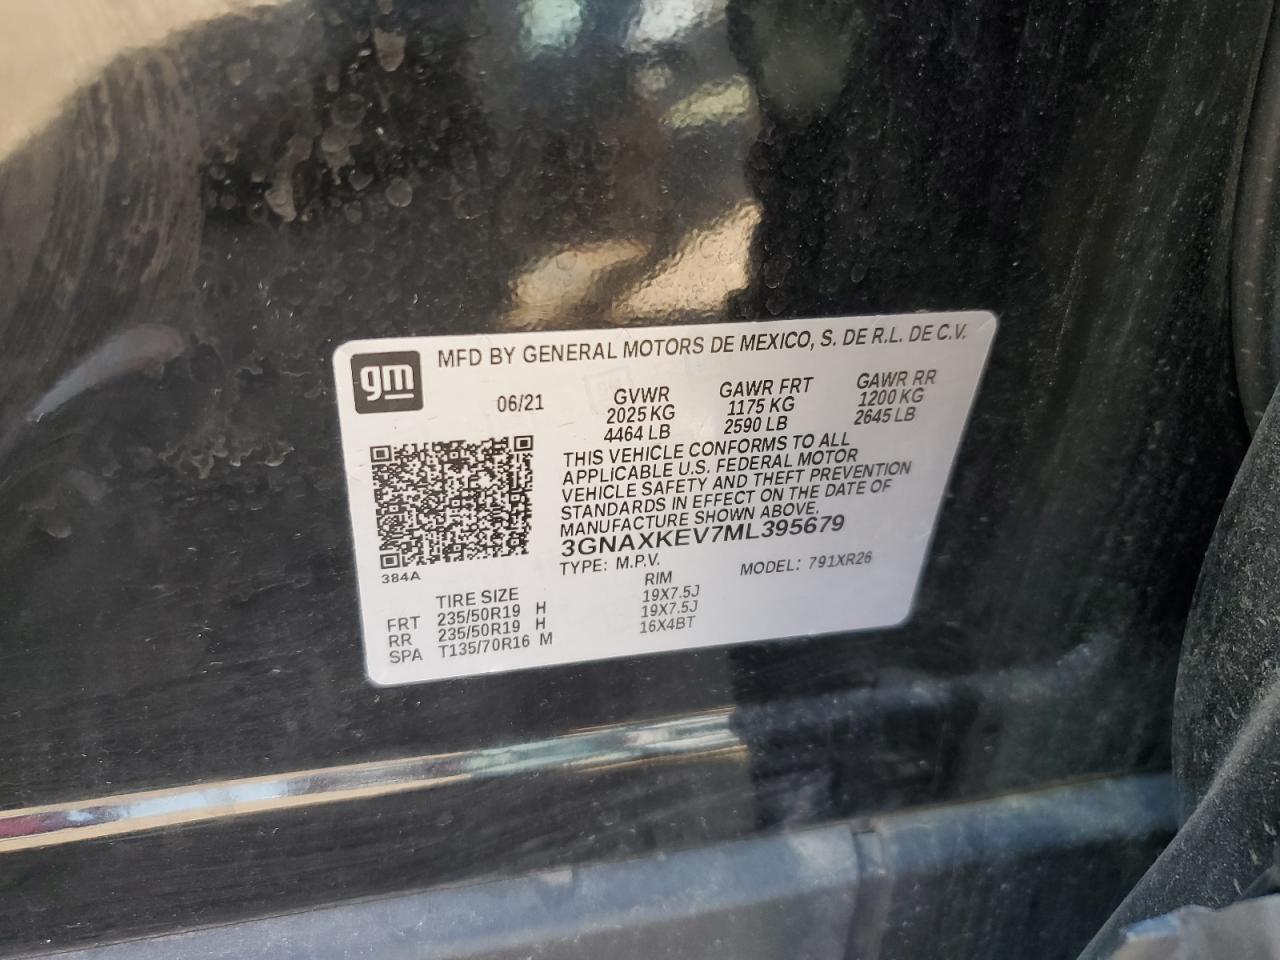 gm
MFD BY GENERAL MOTORS DE MEXICO, S. DE R.L. DE C.V.
06/21 GVWR GAWR FRT GAWR RR
2025 KG 1175 KG 1200 KG
4464 LB 2590 LB 2645 LB
THIS VEHICLE CONFORMS TO ALL
APPLICABLE U.S. FEDERAL MOTOR
VEHICLE SAFETY AND THEFT PREVENTION
STANDARDS IN EFFECT ON THE DATE OF
MANUFACTURE SHOWN ABOVE.
3GNAXKEV7ML395679
384A TYPE: M.P.V. MODEL: 791XR26
TIRE SIZE RIM
FRT 235/50R19 H 19X7.5J
RR 235/50R19 H 19X7.5J
SPA T135/70R16 M 16X4BT